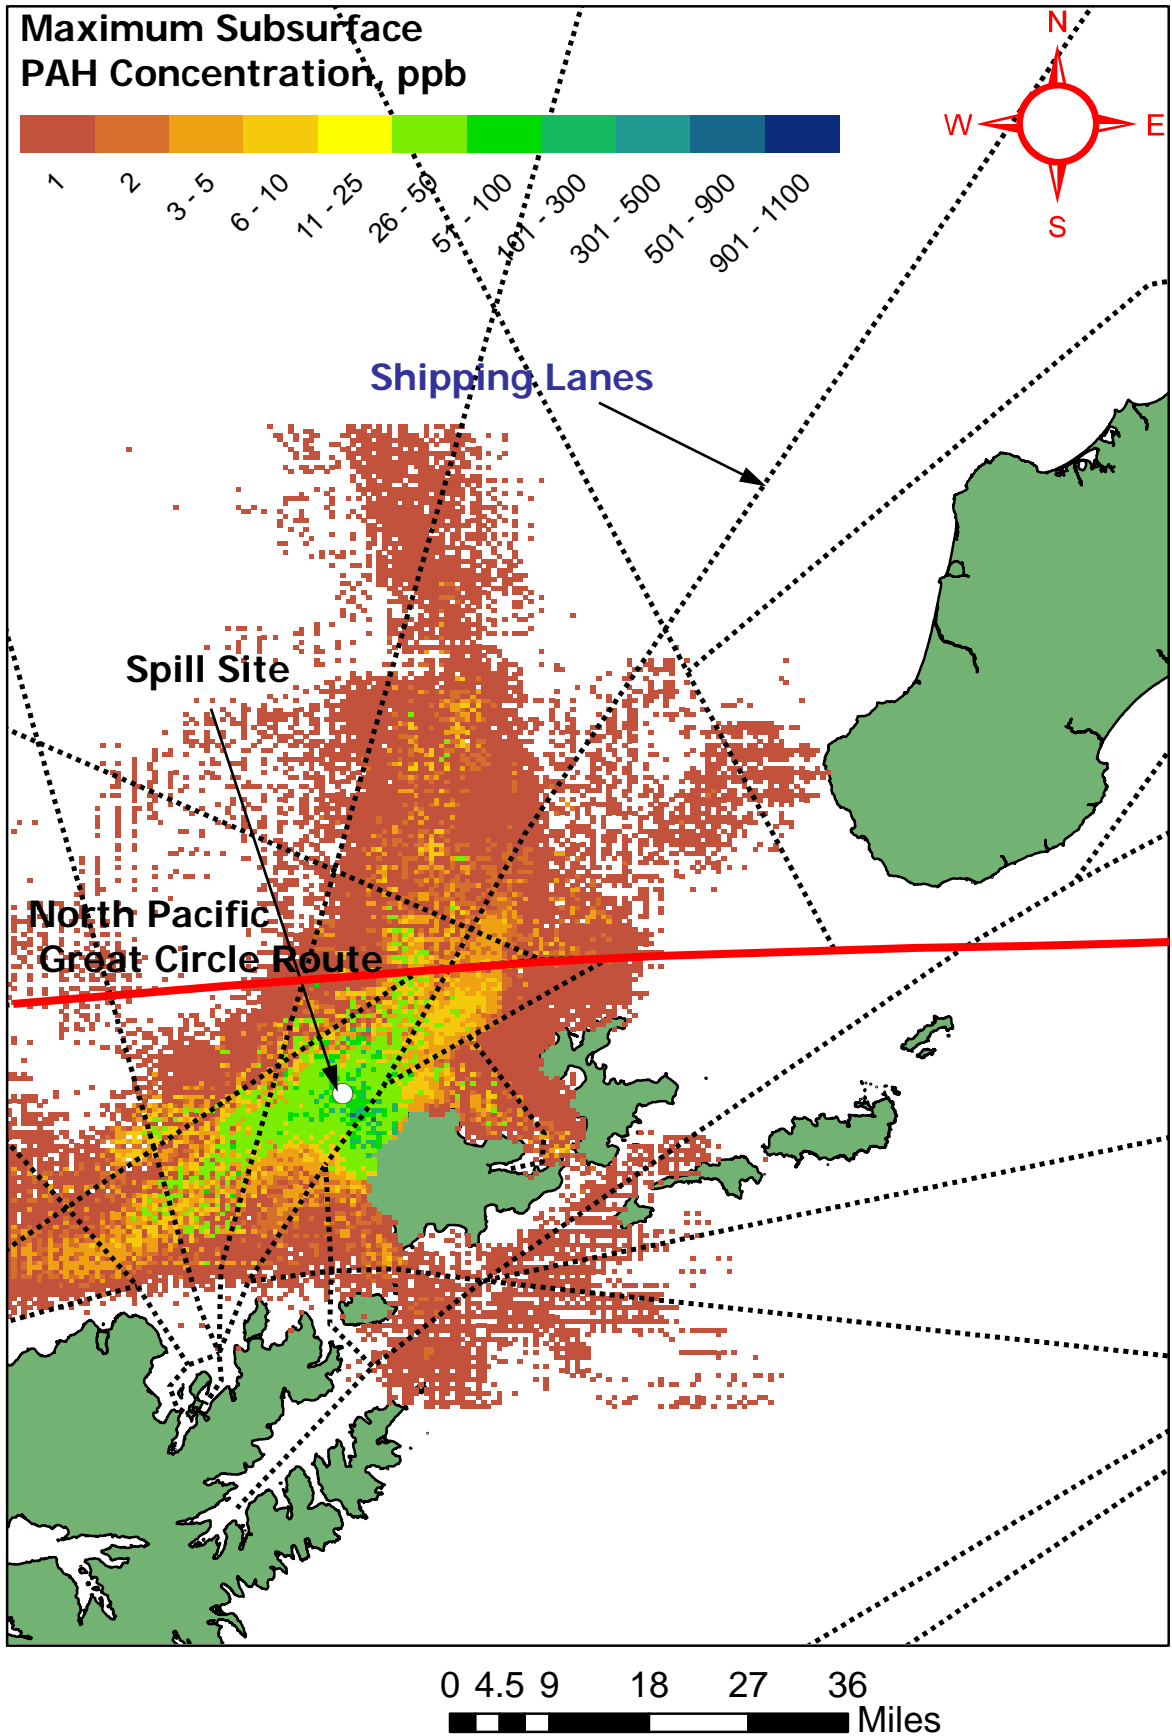 Maximum Subsurface
PAH Concentration, ppb
N
W E
S
1
2
3 - 5
6 - 10
11 - 25
26 - 50
51 - 100
101 - 300
301 - 500
501 - 900
901 - 1100
Shipping Lanes
Spill Site
North Pacific
Great Circle Route
0 4.5 9 18 27 36
Miles